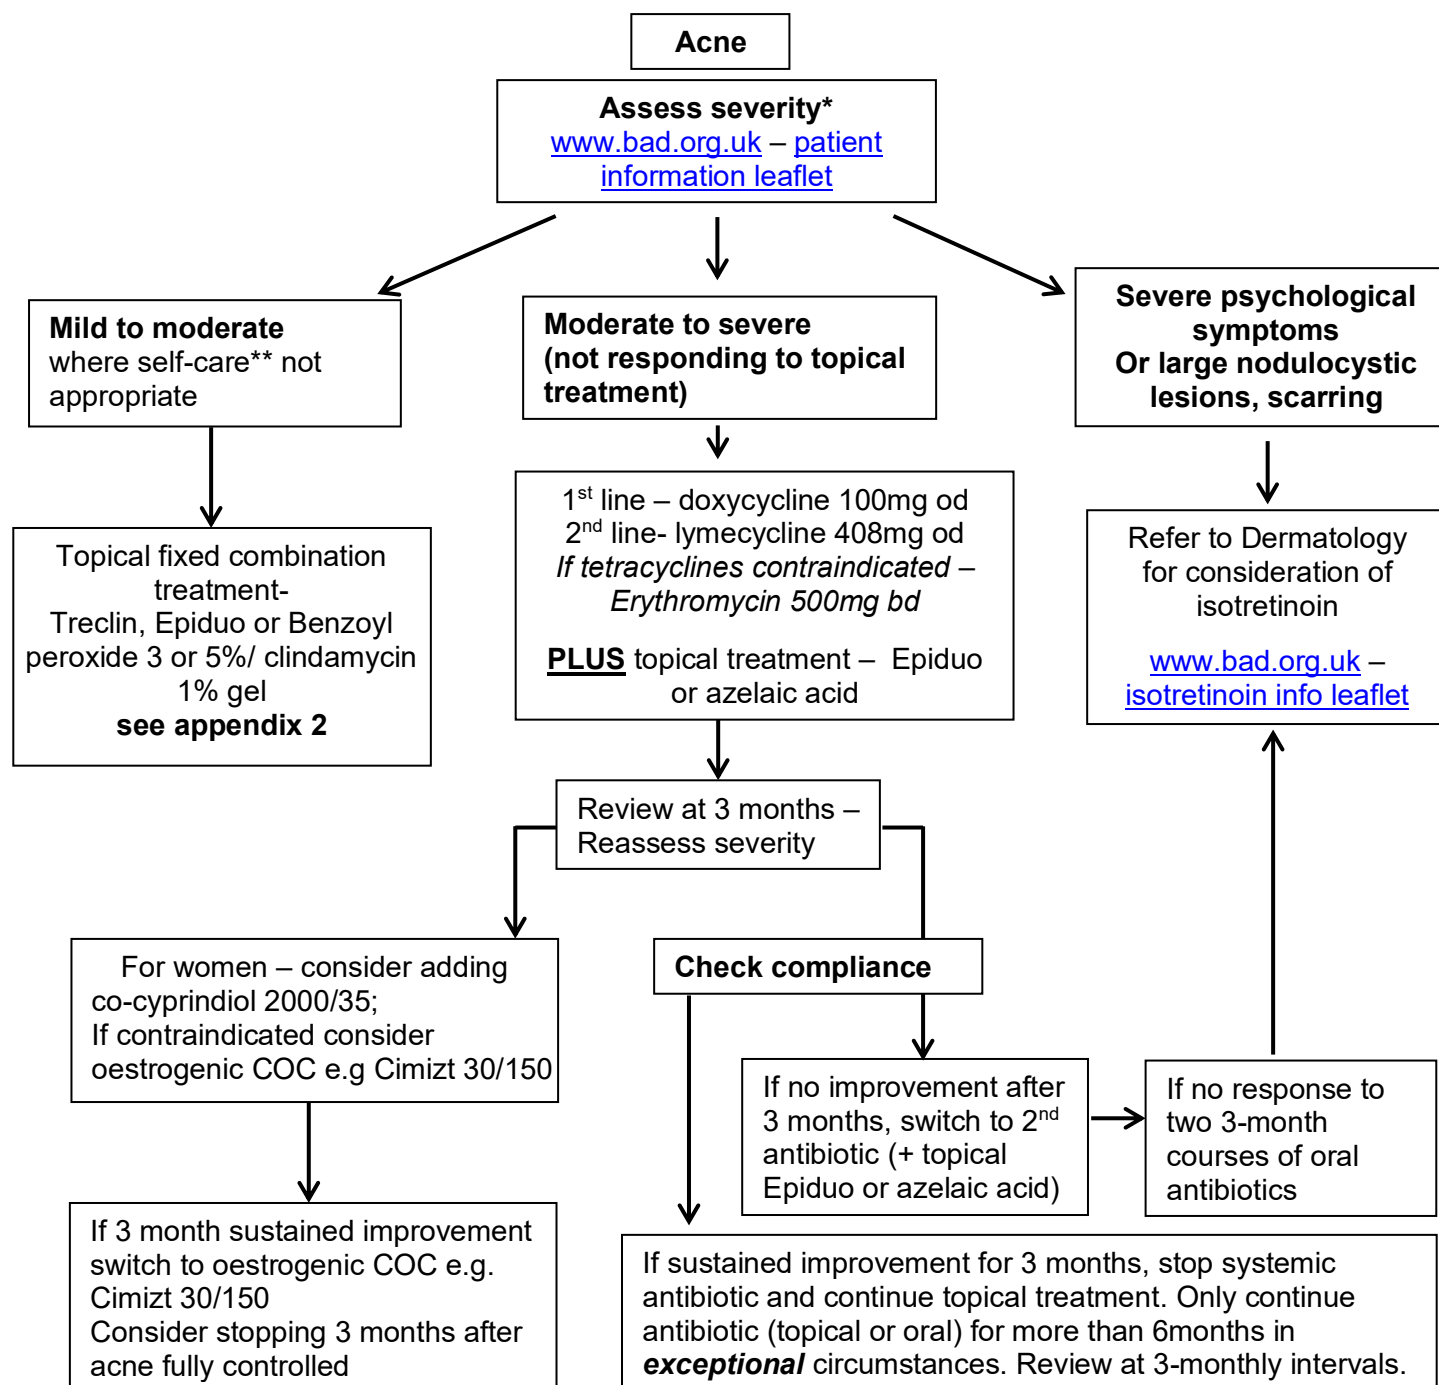 Acne
Assess severity*
www.bad.org.uk – patient
information leaflet
Mild to moderate
where self-care** not
appropriate
Moderate to severe
(not responding to topical
treatment)
Severe psychological
symptoms
Or large nodulocystic
lesions, scarring
Topical fixed combination
treatment-
Treclin, Epiduo or Benzoyl
peroxide 3 or 5%/ clindamycin
1% gel
see appendix 2
1st line – doxycycline 100mg od
2nd line- lymecycline 408mg od
If tetracyclines contraindicated –
Erythromycin 500mg bd
PLUS topical treatment – Epiduo
or azelaic acid
Refer to Dermatology
for consideration of
isotretinoin
www.bad.org.uk –
isotretinoin info leaflet
Review at 3 months –
Reassess severity
For women – consider adding
co-cyprindiol 2000/35;
If contraindicated consider
oestrogenic COC e.g Cimizt 30/150
Check compliance
If no improvement after
3 months, switch to 2nd
antibiotic (+ topical
Epiduo or azelaic acid)
If no response to
two 3-month
courses of oral
antibiotics
If 3 month sustained improvement
switch to oestrogenic COC e.g.
Cimizt 30/150
Consider stopping 3 months after
acne fully controlled
If sustained improvement for 3 months, stop systemic
antibiotic and continue topical treatment. Only continue
antibiotic (topical or oral) for more than 6months in
exceptional circumstances. Review at 3-monthly intervals.